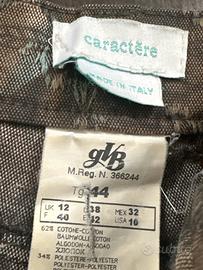 caractère
MADE IN ITALY
gVB
M.Reg. N. 366244
Tg 44
UK 12 38 MEX 32
F 40 42 USA 10
62% COTONE-COTTON
BAUMWOLLE
COTON
ALGODON-ALGODAO
ХЛОПОК
34% POLIESTERE-POLYESTER
POLYESTER-POLYESTER